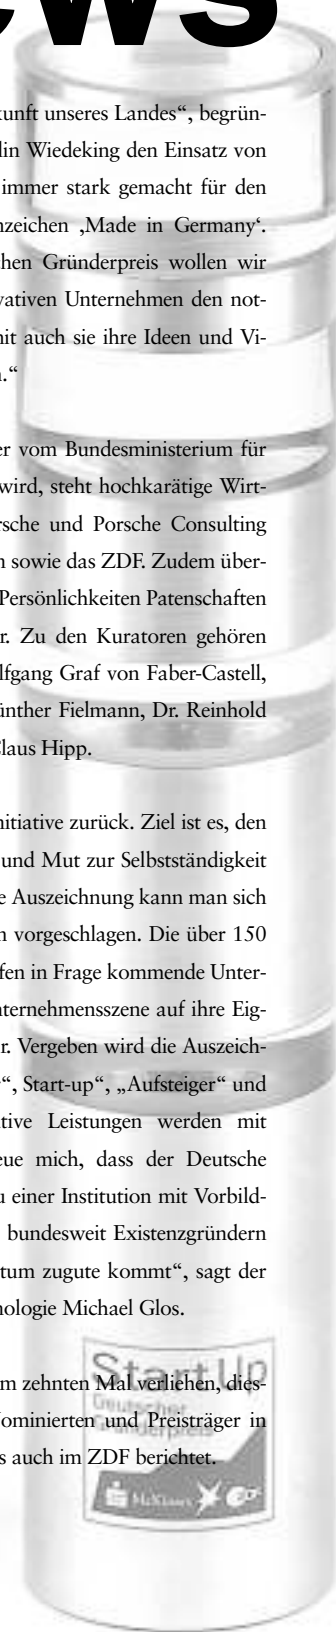 ews
kunft unseres Landes“, begrün-
lin Wiedeking den Einsatz von
immer stark gemacht für den
nzeichen ‚Made in Germany‘.
chen Gründerpreis wollen wir
vativen Unternehmen den not-
nit auch sie ihre Ideen und Vi-
n.“
er vom Bundesministerium für
wird, steht hochkarätige Wirt-
rsche und Porsche Consulting
n sowie das ZDF. Zudem über-
Persönlichkeiten Patenschaften
r. Zu den Kuratoren gehören
lfgang Graf von Faber-Castell,
ünther Fielmann, Dr. Reinhold
Claus Hipp.
nitiative zurück. Ziel ist es, den
und Mut zur Selbstständigkeit
e Auszeichnung kann man sich
n vorgeschlagen. Die über 150
fen in Frage kommende Unter-
nternehmensszene auf ihre Eig-
r. Vergeben wird die Auszeich-
“, Start-up“, „Aufsteiger“ und
tive Leistungen werden mit
eue mich, dass der Deutsche
u einer Institution mit Vorbild-
bundesweit Existenzgründern
tum zugute kommt“, sagt der
nologie Michael Glos.
m zehnten Mal verliehen, dies-
Nominierten und Preisträger in
s auch im ZDF berichtet.
StartUp
Deutscher
Gründerpreis
McKinsey ZDF